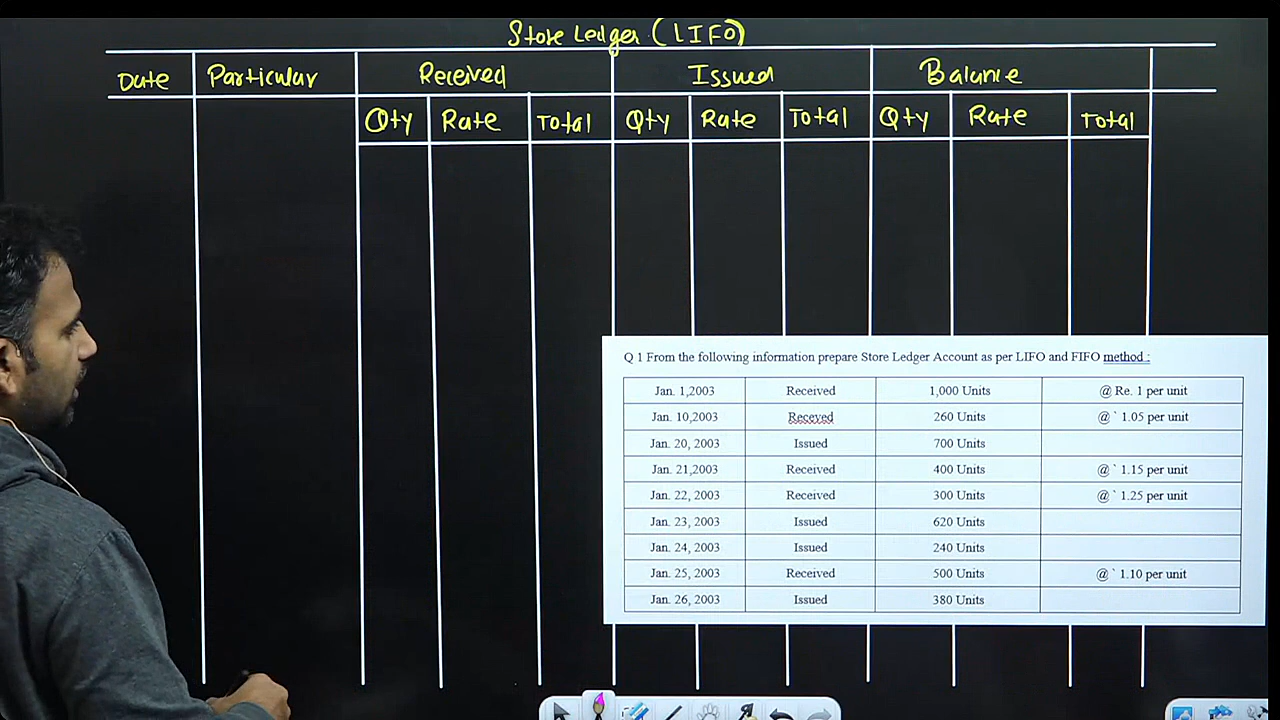 Store Ledger (LIFO)
Date Particular Received Issued Balance
Qty Rate Total Qty Rate Total Qty Rate Total
Q 1 From the following information prepare Store Ledger Account as per LIFO and FIFO method :
Jan. 1,2003 Received 1,000 Units @ Re. 1 per unit
Jan. 10,2003 Receved 260 Units @ ` 1.05 per unit
Jan. 20, 2003 Issued 700 Units
Jan. 21,2003 Received 400 Units @ ` 1.15 per unit
Jan. 22, 2003 Received 300 Units @ ` 1.25 per unit
Jan. 23, 2003 Issued 620 Units
Jan. 24, 2003 Issued 240 Units
Jan. 25, 2003 Received 500 Units @ ` 1.10 per unit
Jan. 26, 2003 Issued 380 Units